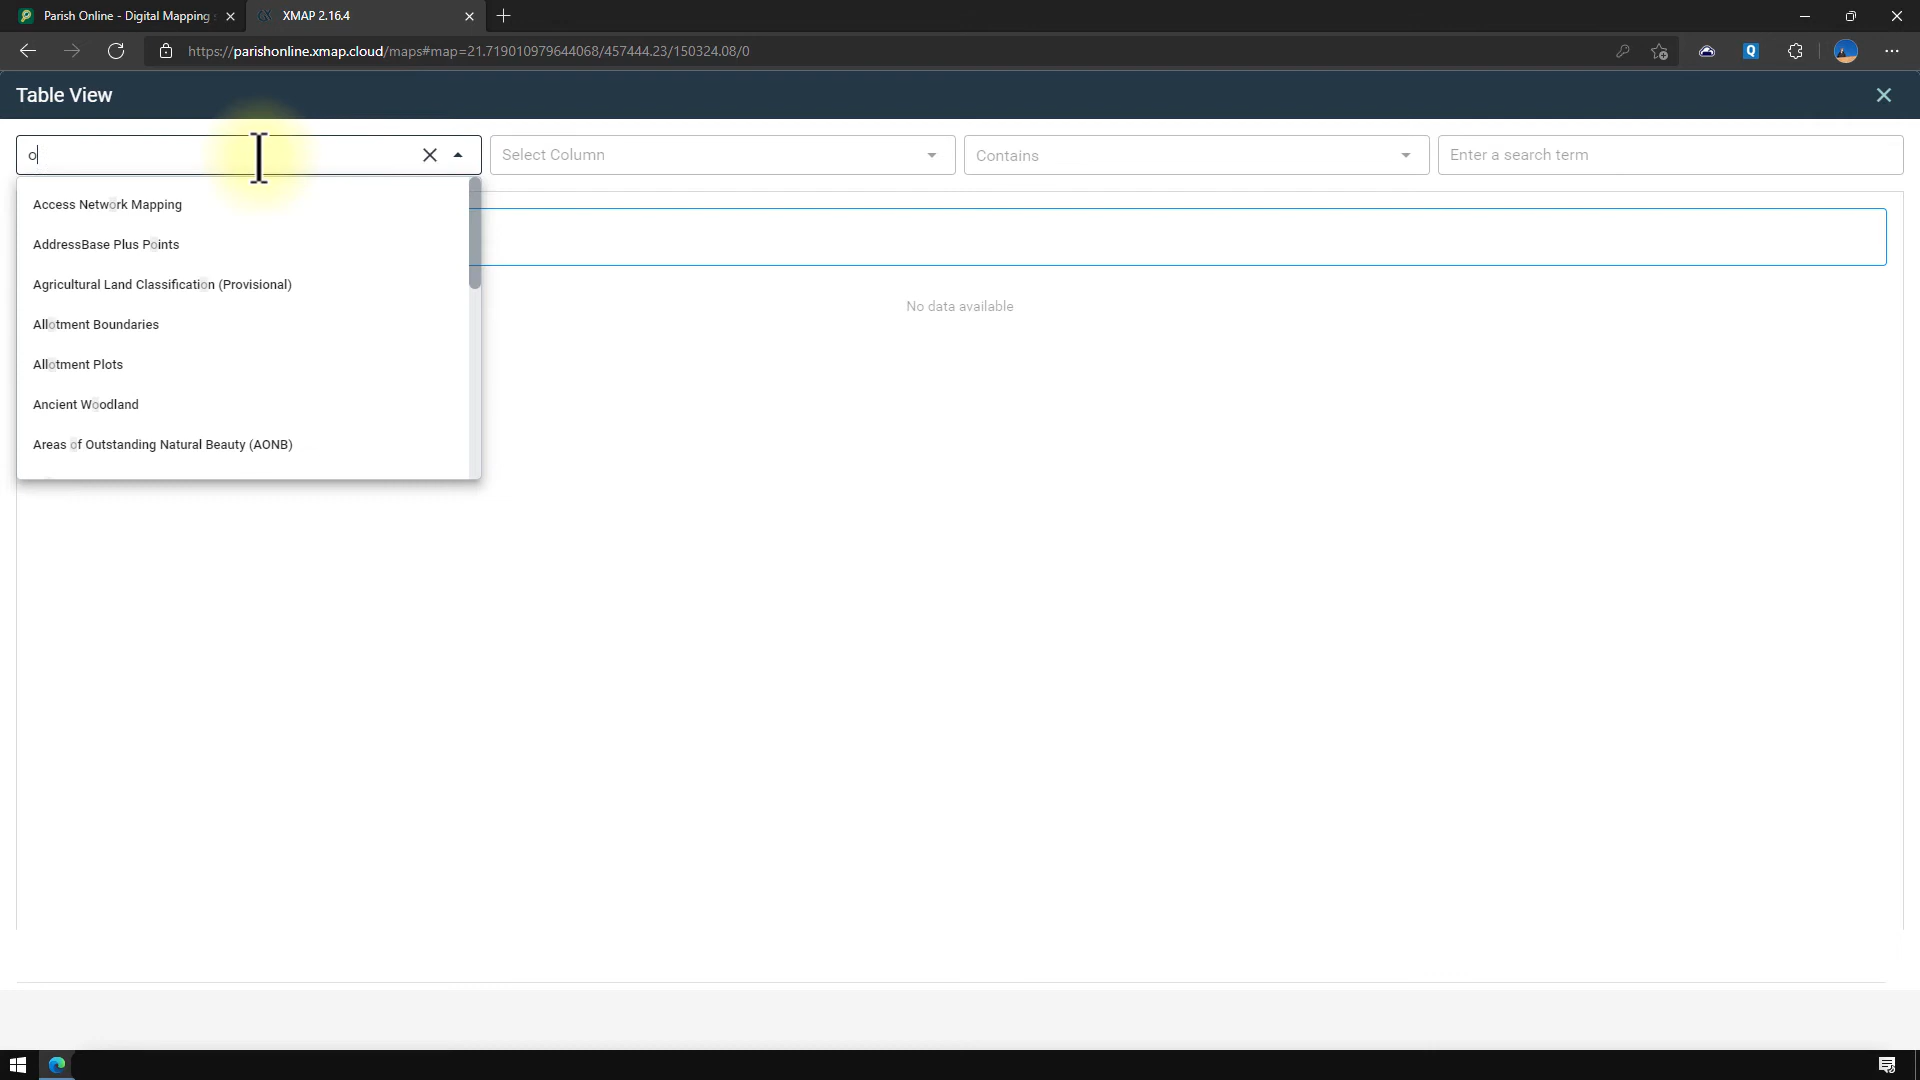 Parish Online - Digital Mapping
XMAP 2.16.4
https://parishonline.xmap.cloud/maps#map=21.719010979644068/457444.23/150324.08/0
Table View
o
Select Column
Contains
Enter a search term
Access Network Mapping
AddressBase Plus Points
Agricultural Land Classification (Provisional)
Allotment Boundaries
Allotment Plots
Ancient Woodland
Areas of Outstanding Natural Beauty (AONB)
No data available